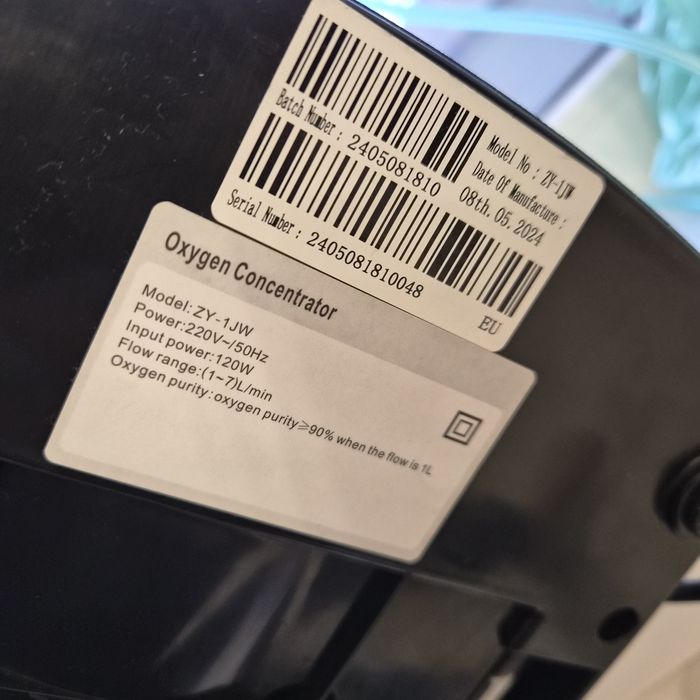 Model No : ZY-1JW
Batch Number : 2405081810
Date Of Manufacture :
08th. 05. 2024
Serial Number : 2405081810048
EU
Oxygen Concentrator
Model:ZY-1JW
Power:220V~/50Hz
Input power:120W
Flow range:(1~7)L/min
Oxygen purity:oxygen purity≥90% when the flow is 1L